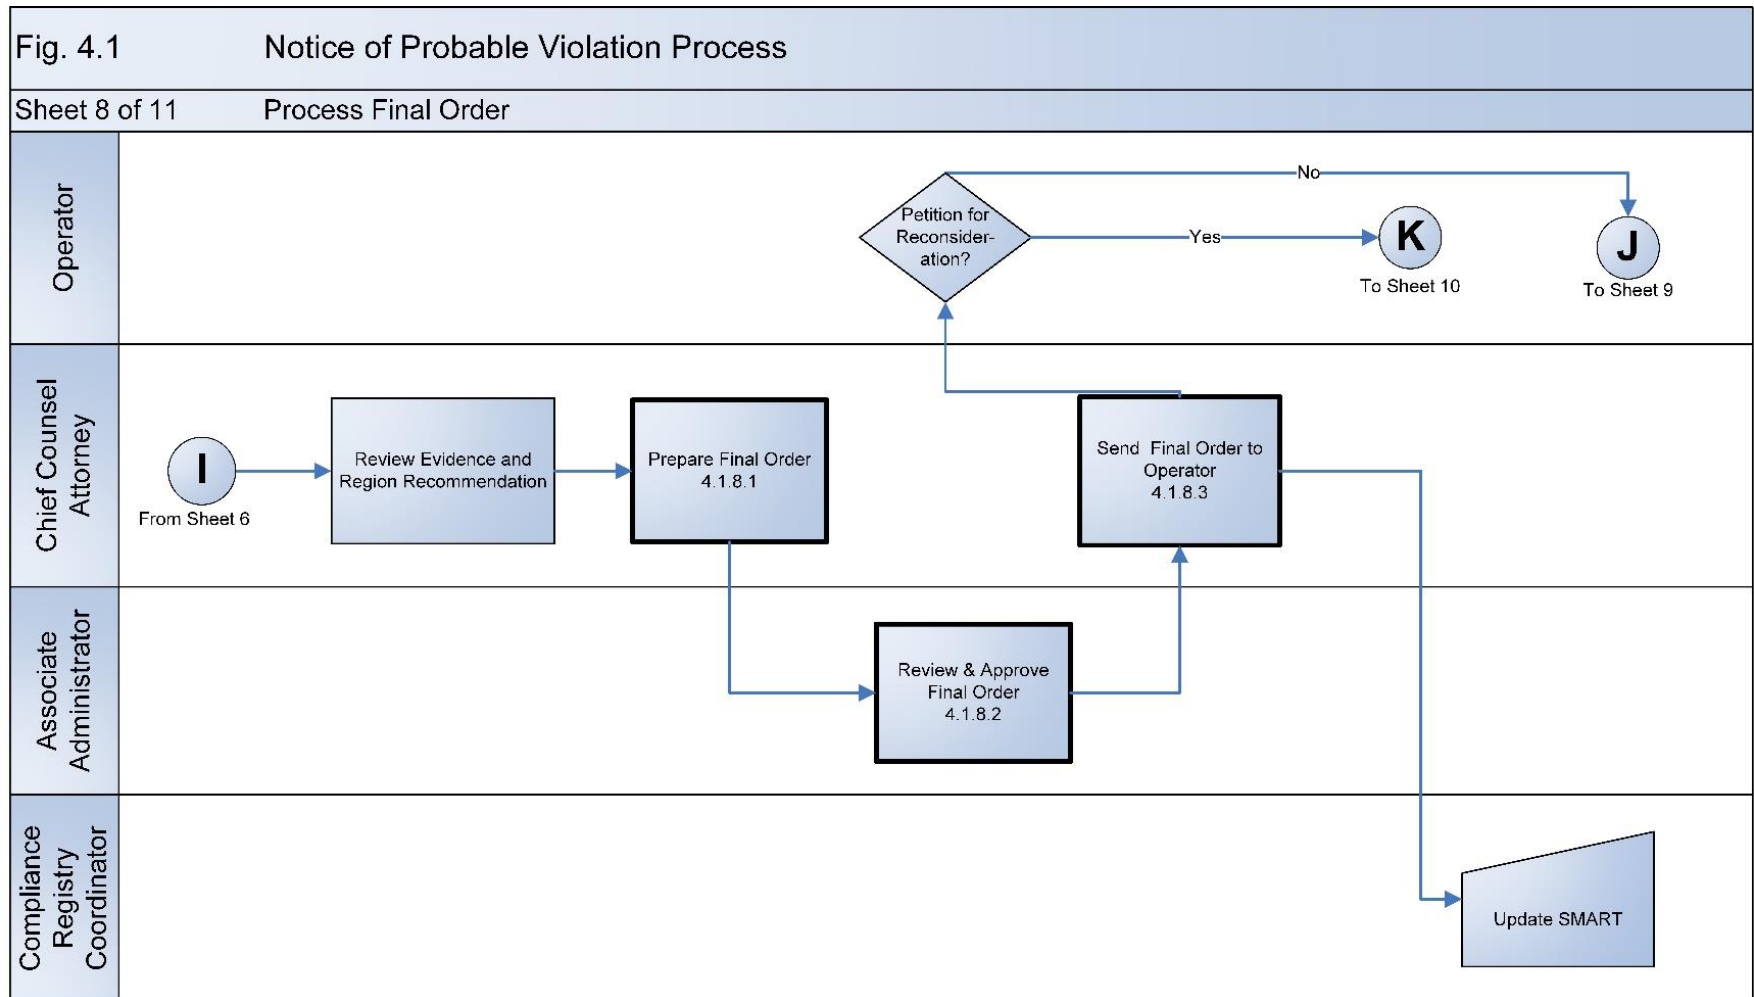 Fig. 4.1 Notice of Probable Violation Process
Sheet 8 of 11 Process Final Order
Operator
Petition for
Reconsider-
ation?
No
Yes
K
To Sheet 10
J
To Sheet 9
Chief Counsel
Attorney
I
From Sheet 6
Review Evidence and
Region Recommendation
Prepare Final Order
4.1.8.1
Send Final Order to
Operator
4.1.8.3
Associate
Administrator
Review & Approve
Final Order
4.1.8.2
Compliance
Registry
Coordinator
Update SMART